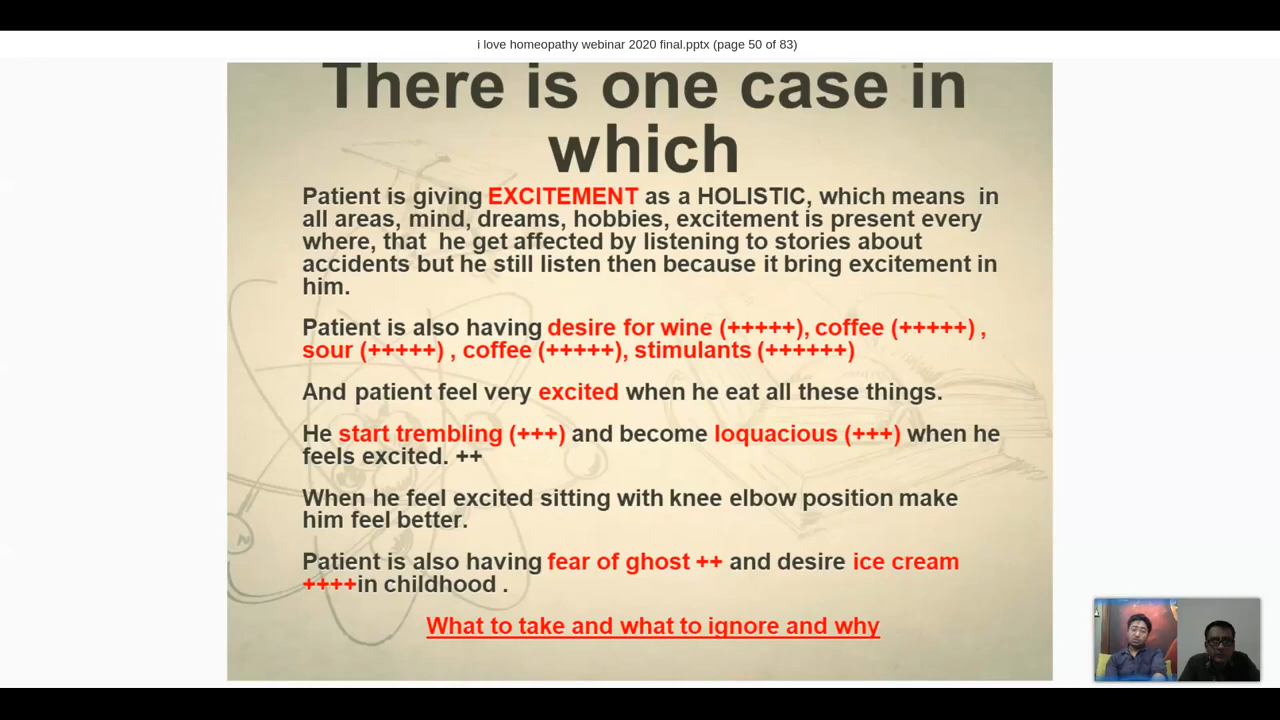 i love homeopathy webinar 2020 final.pptx (page 50 of 83)
There is one case in
which
Patient is giving EXCITEMENT as a HOLISTIC, which means in
all areas, mind, dreams, hobbies, excitement is present every
where, that he get affected by listening to stories about
accidents but he still listen then because it bring excitement in
him.
Patient is also having desire for wine (+++++), coffee (+++++) ,
sour (+++++) , coffee (+++++), stimulants (++++++)
And patient feel very excited when he eat all these things.
He start trembling (+++) and become loquacious (+++) when he
feels excited. ++
When he feel excited sitting with knee elbow position make
him feel better.
Patient is also having fear of ghost ++ and desire ice cream
++++in childhood .
What to take and what to ignore and why